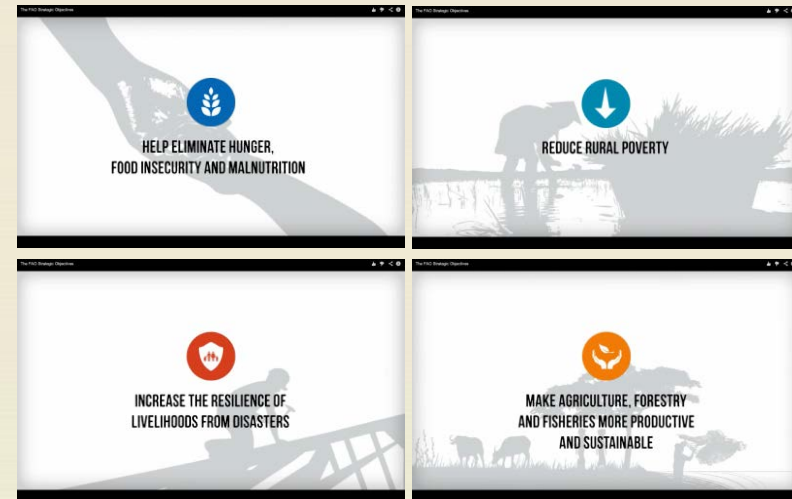 The FAO Strategic Objectives
HELP ELIMINATE HUNGER,
FOOD INSECURITY AND MALNUTRITION
The FAO Strategic Objectives
REDUCE RURAL POVERTY
The FAO Strategic Objectives
INCREASE THE RESILIENCE OF
LIVELIHOODS FROM DISASTERS
The FAO Strategic Objectives
MAKE AGRICULTURE, FORESTRY
AND FISHERIES MORE PRODUCTIVE
AND SUSTAINABLE